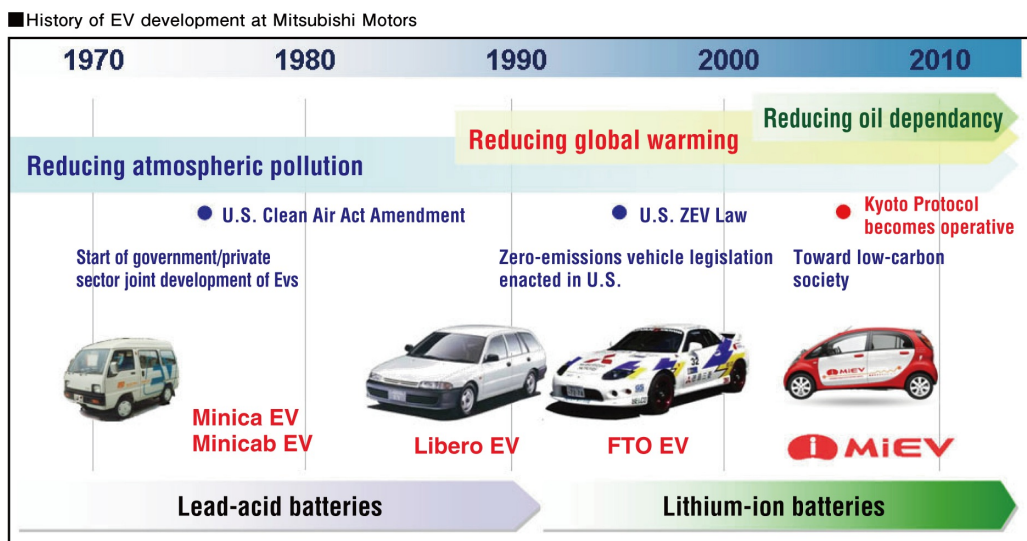 ■History of EV development at Mitsubishi Motors
1970 1980 1990 2000 2010
Reducing oil dependancy
Reducing global warming
Reducing atmospheric pollution
U.S. Clean Air Act Amendment
U.S. ZEV Law
Kyoto Protocol
becomes operative
Start of government/private
sector joint development of Evs
Zero-emissions vehicle legislation
enacted in U.S.
Toward low-carbon
society
Minica EV
Minicab EV
Libero EV
FTO EV
i MiEV
Lead-acid batteries
Lithium-ion batteries